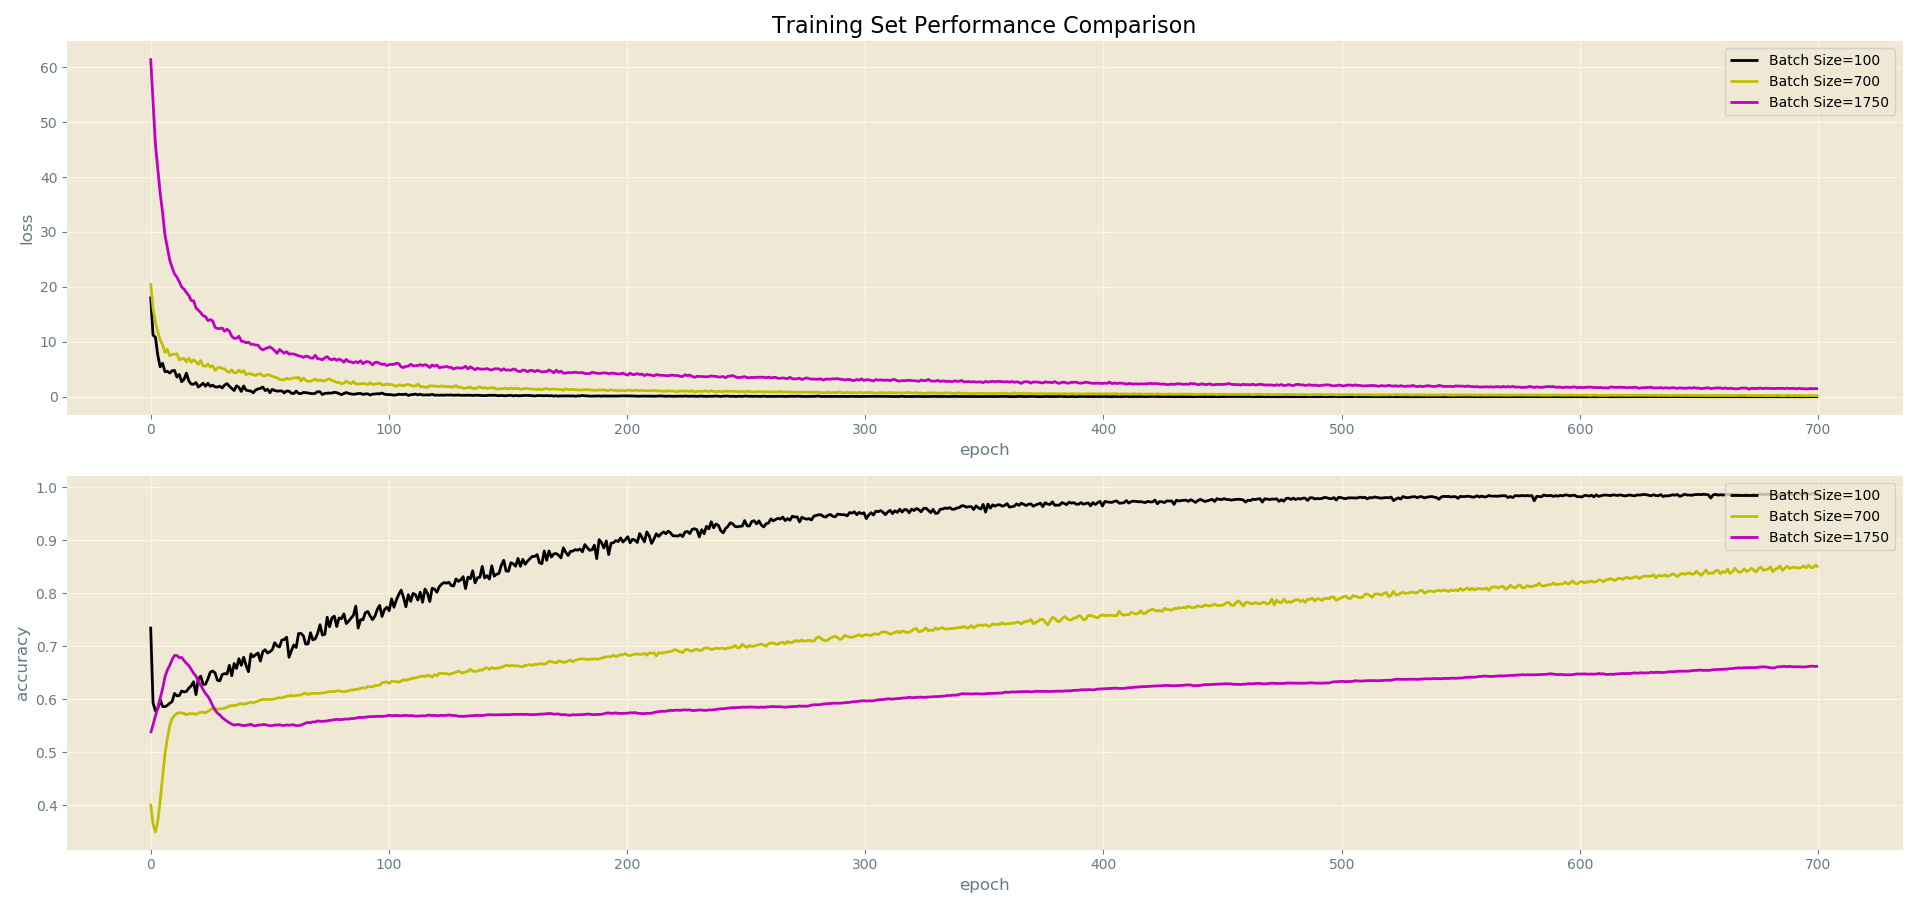 Training Set Performance Comparison
60
50
40
30
20
10
0
loss
Batch Size=100
Batch Size=700
Batch Size=1750
0 100 200 300 400 500 600 700
epoch
1.0
0.9
0.8
0.7
0.6
0.5
0.4
accuracy
Batch Size=100
Batch Size=700
Batch Size=1750
0 100 200 300 400 500 600 700
epoch